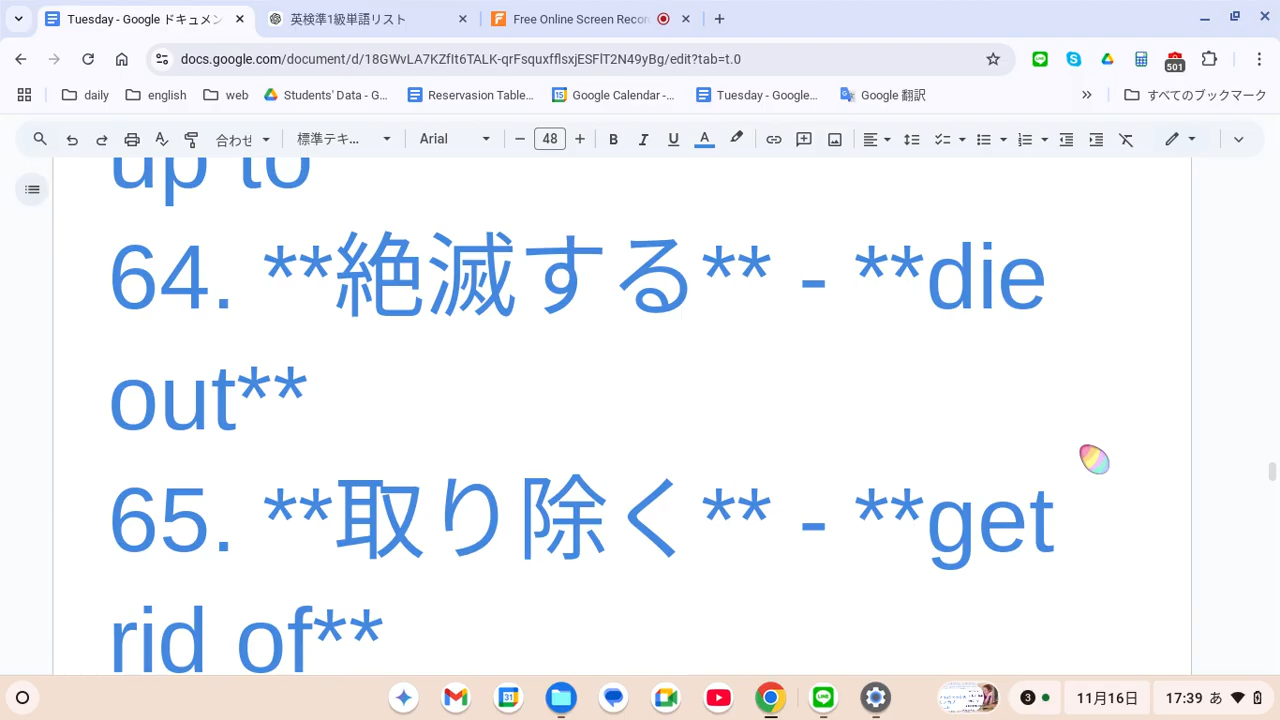 Tuesday - Google ドキュメン
英検準1級単語リスト
Free Online Screen Recor
docs.google.com/document/d/
edit?tab=t.0
501
daily
english
web
Students' Data - G...
Reservasion Table...
Google Calendar -...
Tuesday - Google...
Google 翻訳
»
すべてのブックマーク
合わせ
標準テキ...
Arial
48
B
I
U
A
up to
64. **絶滅する** - **die
out**
65. **取り除く** - **get
rid of**
31
3
11月16日
17:39 あ